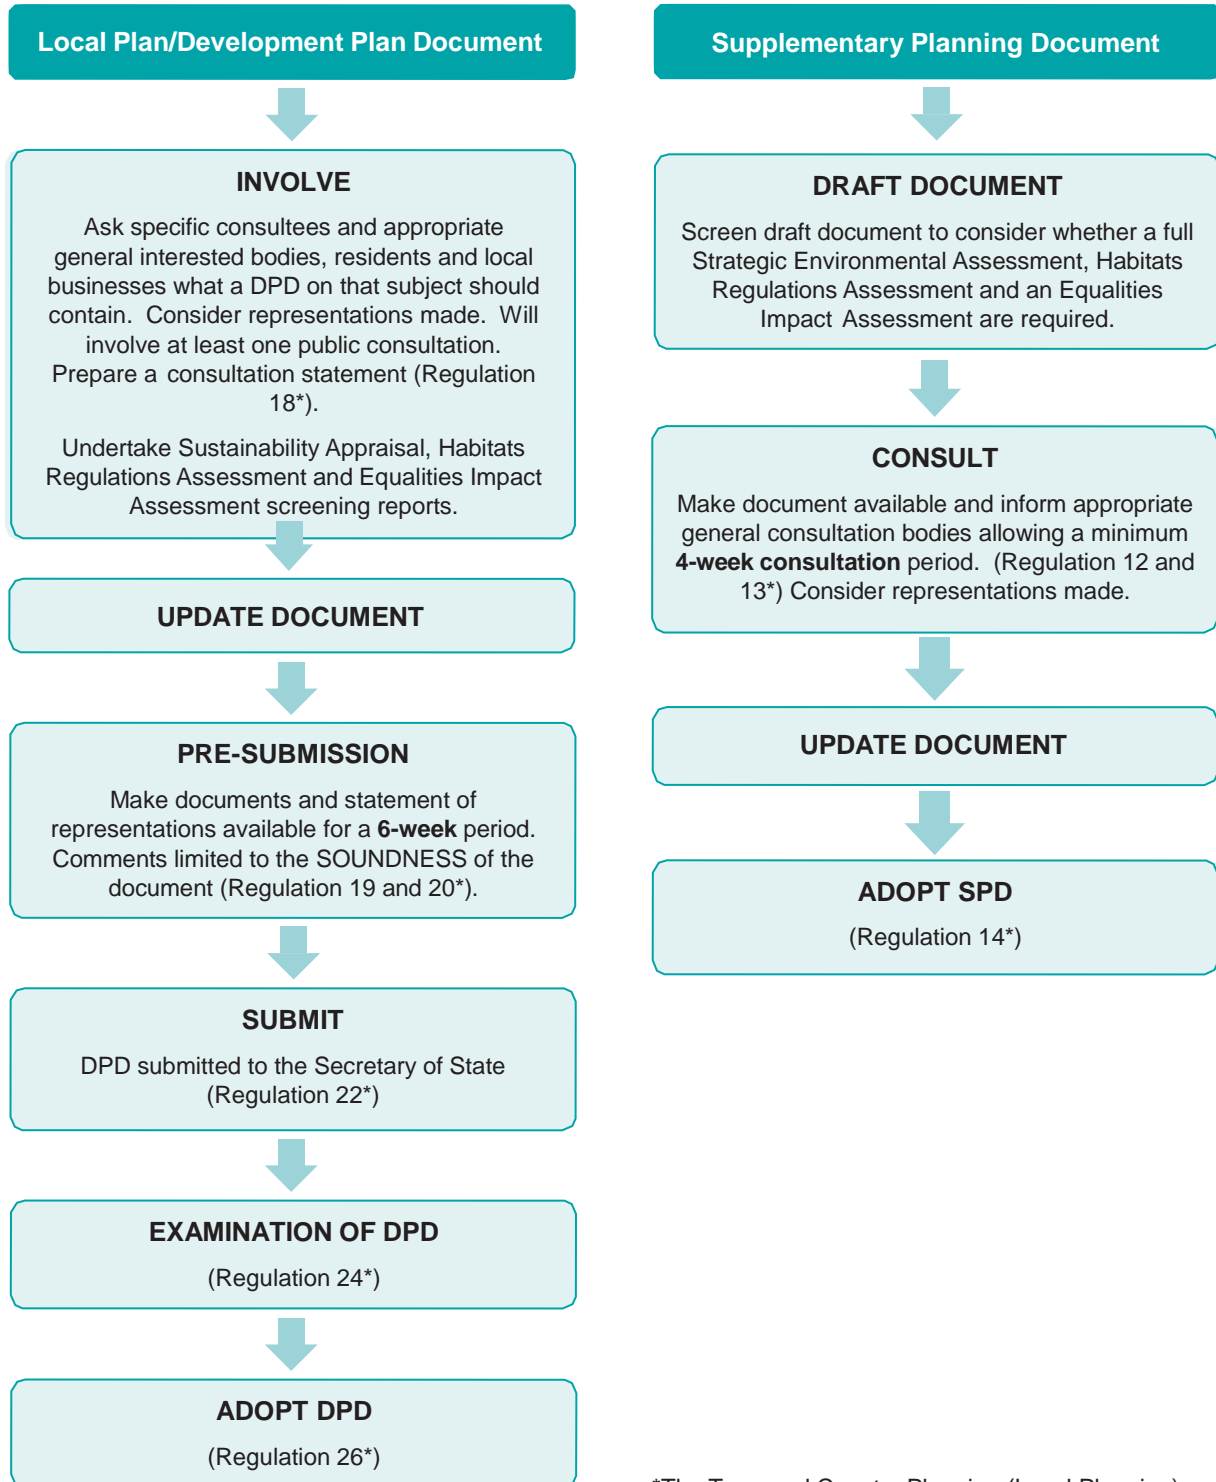 Local Plan/Development Plan Document
INVOLVE
Ask specific consultees and appropriate
general interested bodies, residents and local
businesses what a DPD on that subject should
contain. Consider representations made. Will
involve at least one public consultation.
Prepare a consultation statement (Regulation
18*).
Undertake Sustainability Appraisal, Habitats
Regulations Assessment and Equalities Impact
Assessment screening reports.
UPDATE DOCUMENT
PRE-SUBMISSION
Make documents and statement of
representations available for a 6-week period.
Comments limited to the SOUNDNESS of the
document (Regulation 19 and 20*).
SUBMIT
DPD submitted to the Secretary of State
(Regulation 22*)
EXAMINATION OF DPD
(Regulation 24*)
ADOPT DPD
(Regulation 26*)
Supplementary Planning Document
DRAFT DOCUMENT
Screen draft document to consider whether a full
Strategic Environmental Assessment, Habitats
Regulations Assessment and an Equalities
Impact Assessment are required.
CONSULT
Make document available and inform appropriate
general consultation bodies allowing a minimum
4-week consultation period. (Regulation 12 and
13*) Consider representations made.
UPDATE DOCUMENT
ADOPT SPD
(Regulation 14*)
*The Town and Country Planning (Local Planning)